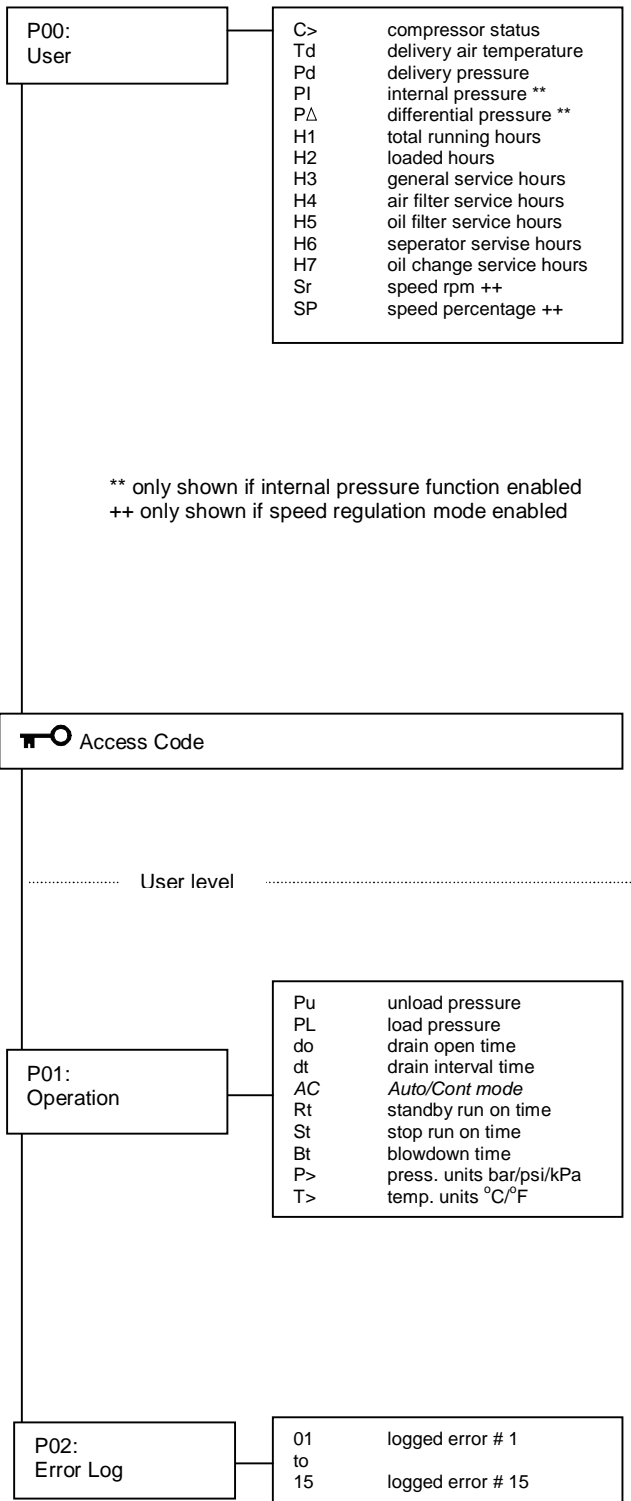 P00:
User
C> compressor status
Td delivery air temperature
Pd delivery pressure
PI internal pressure **
P∆ differential pressure **
H1 total running hours
H2 loaded hours
H3 general service hours
H4 air filter service hours
H5 oil filter service hours
H6 seperator servise hours
H7 oil change service hours
Sr speed rpm ++
SP speed percentage ++
** only shown if internal pressure function enabled
++ only shown if speed regulation mode enabled
Access Code
User level
P01:
Operation
Pu unload pressure
PL load pressure
do drain open time
dt drain interval time
AC Auto/Cont mode
Rt standby run on time
St stop run on time
Bt blowdown time
P> press. units bar/psi/kPa
T> temp. units °C/°F
P02:
Error Log
01 logged error # 1
to
15 logged error # 15